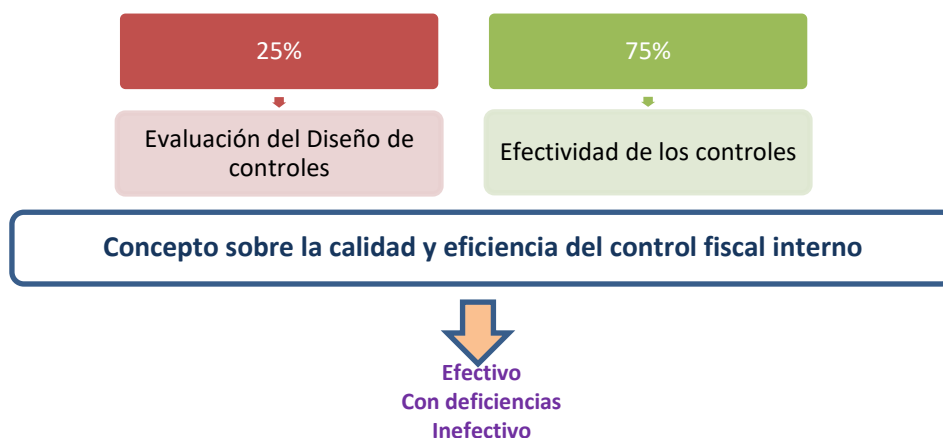 25%
75%
Evaluación del Diseño de
controles
Efectividad de los controles
Concepto sobre la calidad y eficiencia del control fiscal interno
Efectivo
Con deficiencias
Inefectivo